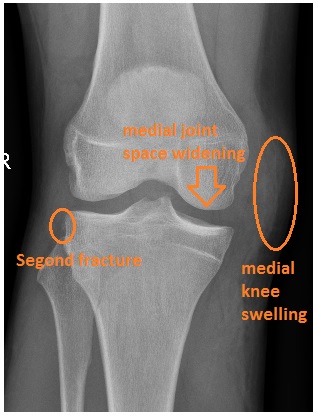 medial joint
space widening
R
Segond fracture
medial
knee
swelling